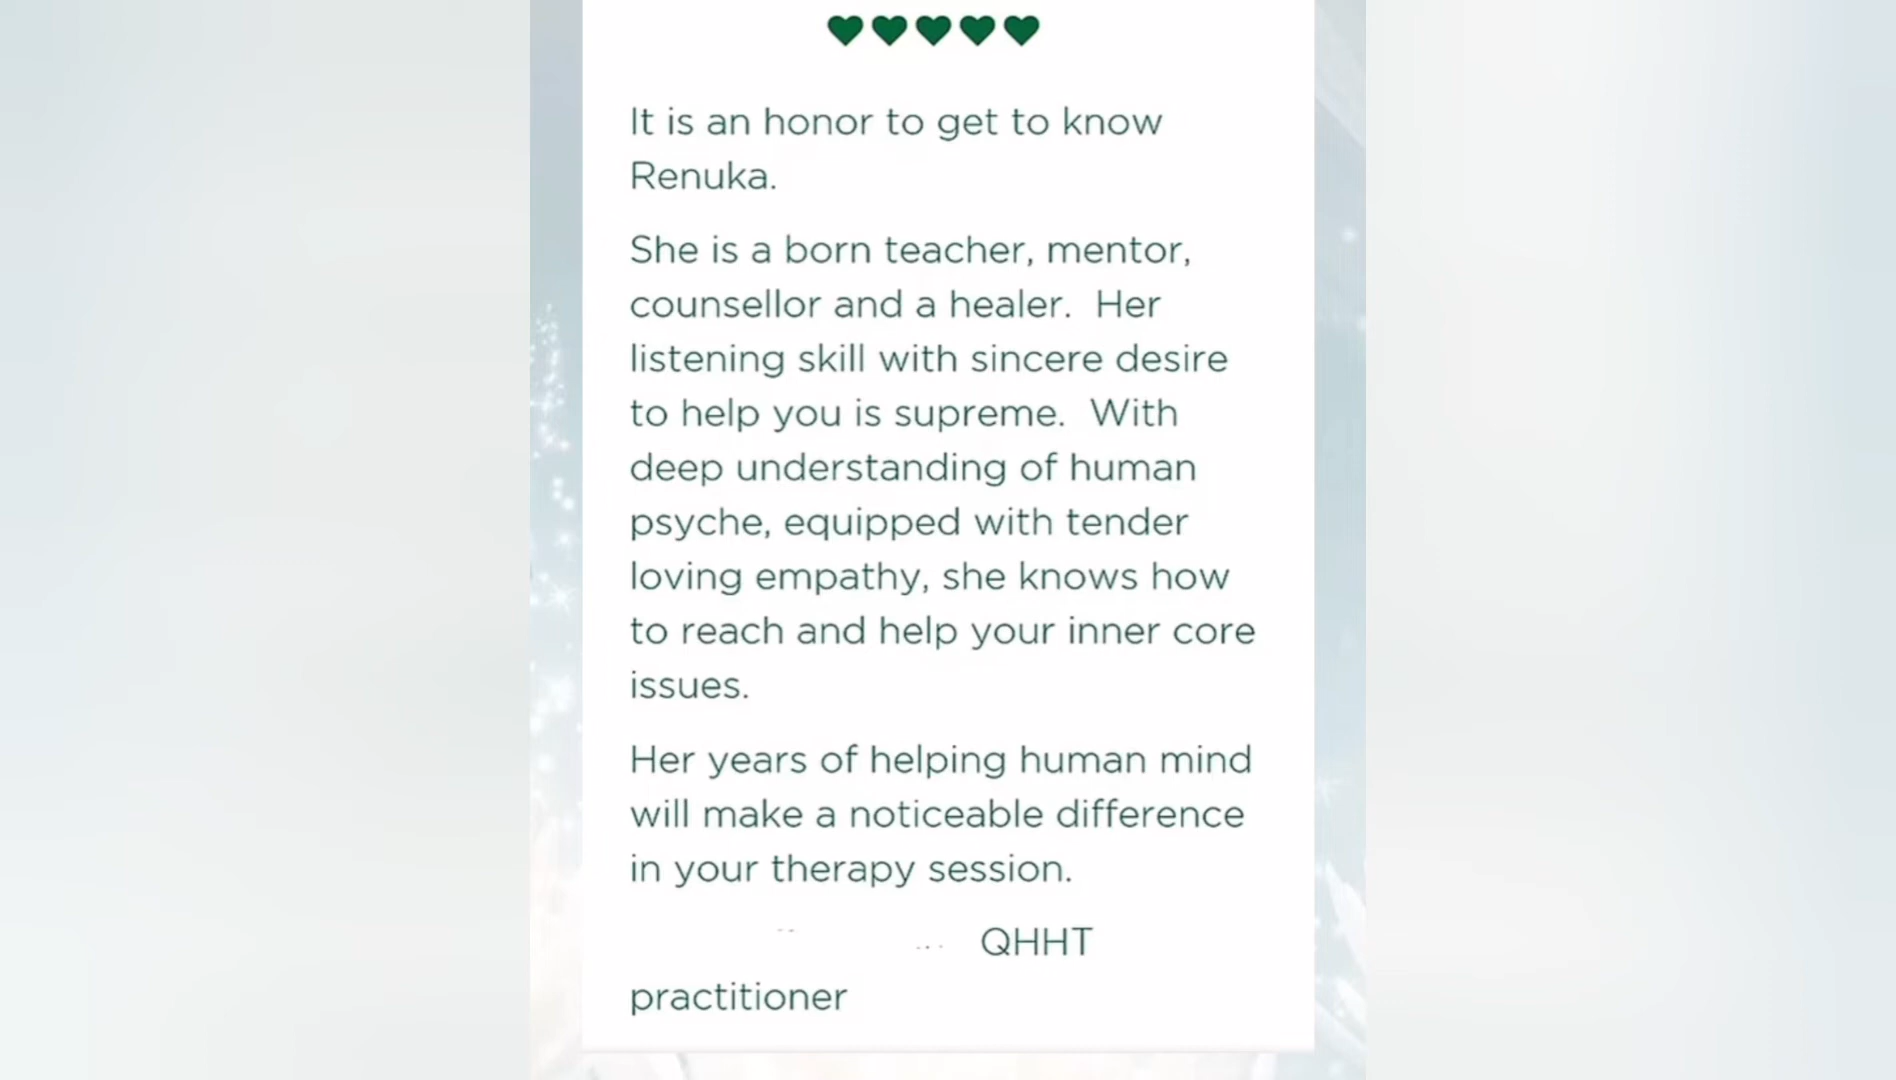 It is an honor to get to know
Renuka.
She is a born teacher, mentor,
counsellor and a healer.  Her
listening skill with sincere desire
to help you is supreme.  With
deep understanding of human
psyche, equipped with tender
loving empathy, she knows how
to reach and help your inner core
issues.
Her years of helping human mind
will make a noticeable difference
in your therapy session.
QHHT
practitioner